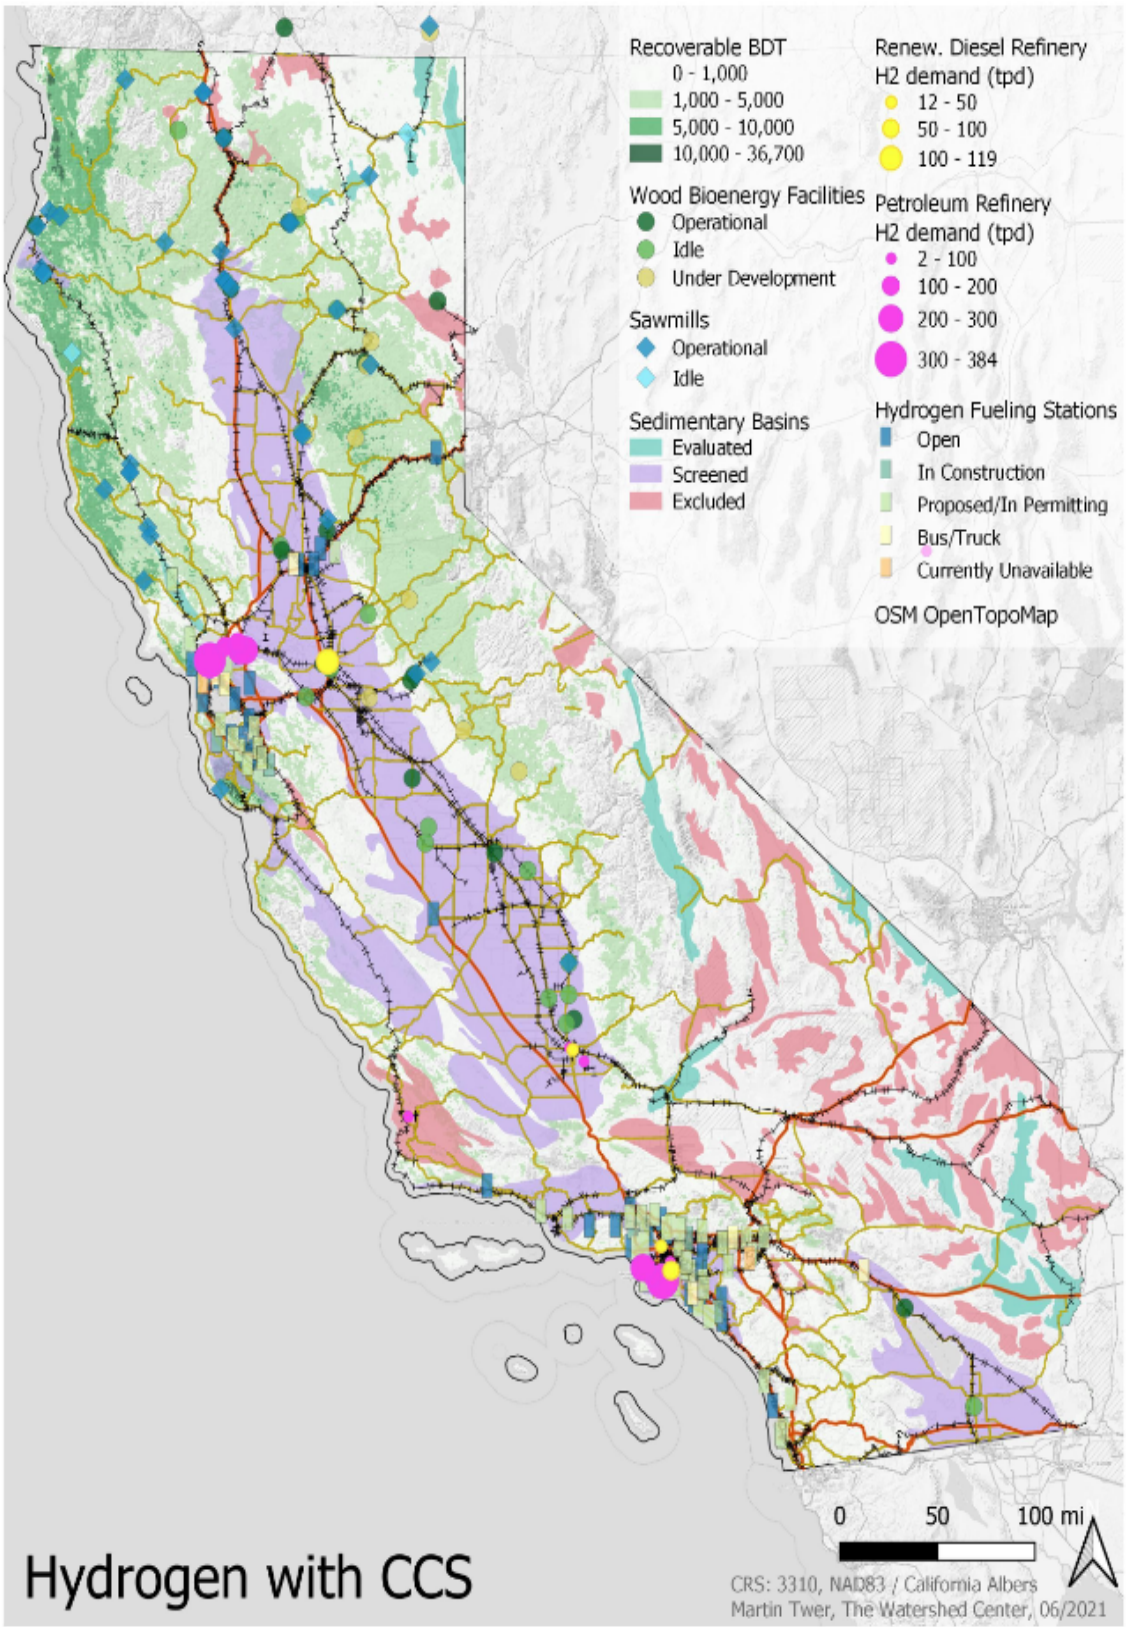 Recoverable BDT
0 - 1,000
1,000 - 5,000
5,000 - 10,000
10,000 - 36,700
Wood Bioenergy Facilities
Operational
Idle
Under Development
Sawmills
Operational
Idle
Sedimentary Basins
Evaluated
Screened
Excluded
Renew. Diesel Refinery
H2 demand (tpd)
12 - 50
50 - 100
100 - 119
Petroleum Refinery
H2 demand (tpd)
2 - 100
100 - 200
200 - 300
300 - 384
Hydrogen Fueling Stations
Open
In Construction
Proposed/In Permitting
Bus/Truck
Currently Unavailable
OSM OpenTopoMap
0 50 100 mi
Hydrogen with CCS
CRS: 3310, NAD83 / California Albers
Martin Twer, The Watershed Center, 06/2021